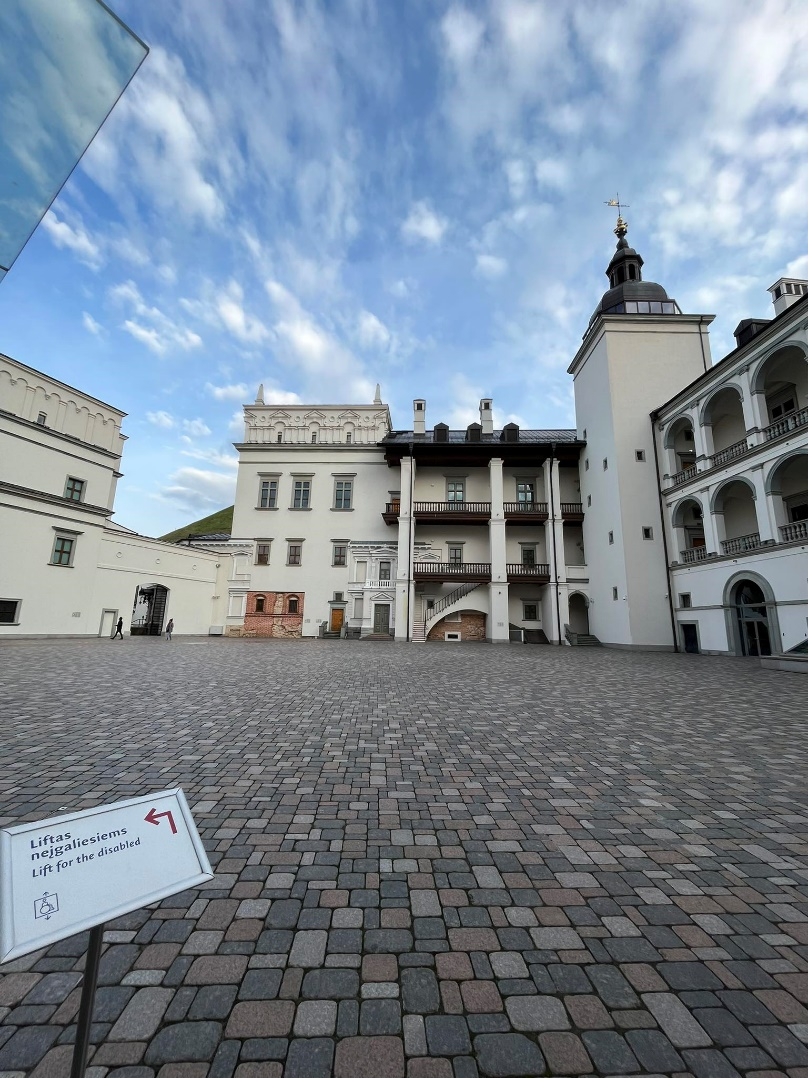 Liftas
neįgaliesiems
Lift for the disabled